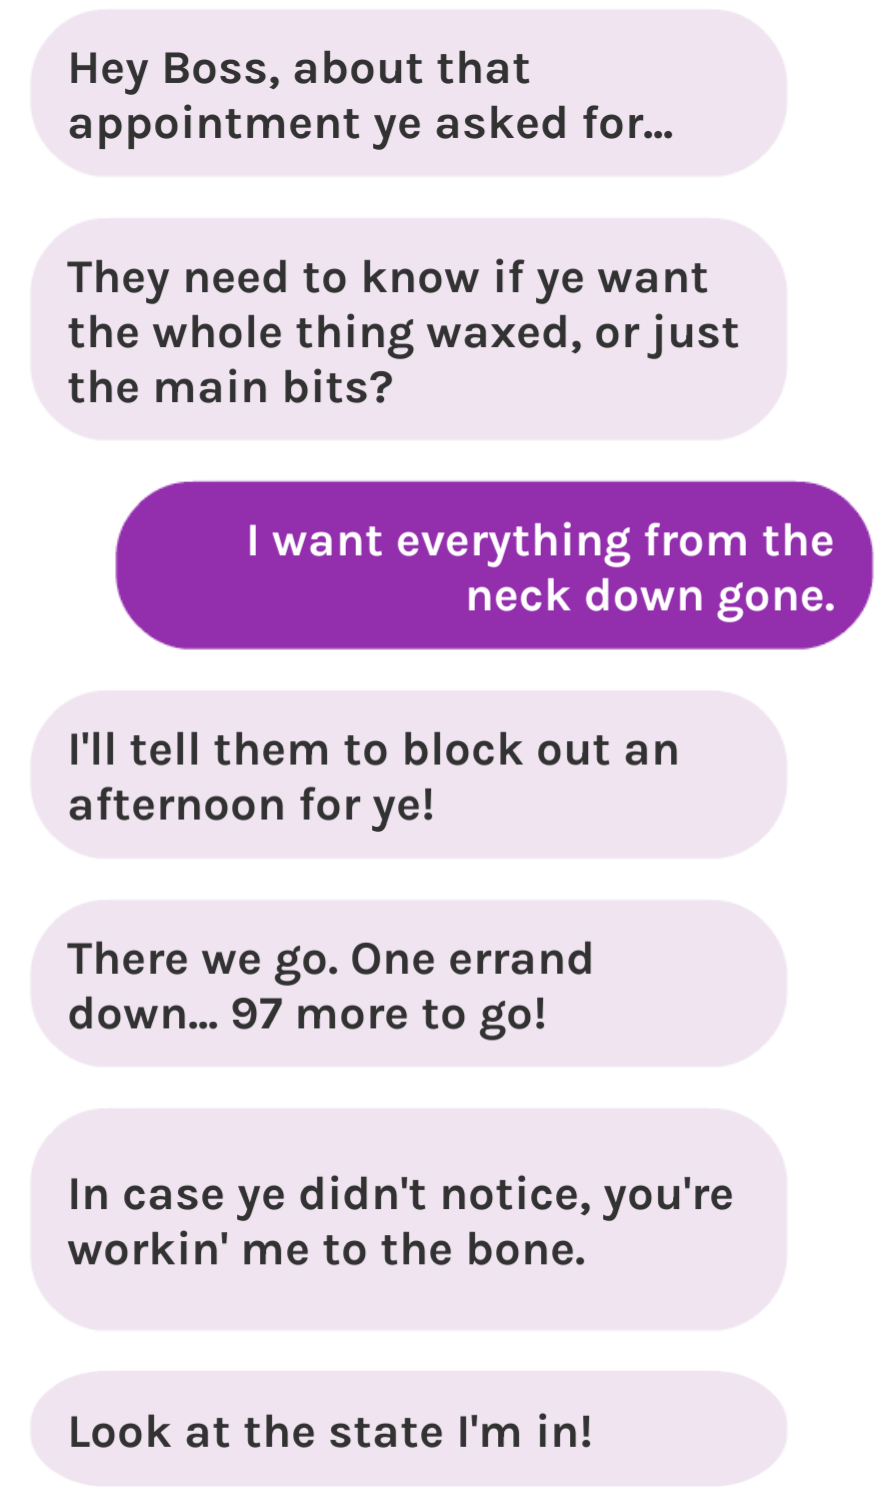 Hey Boss, about that
appointment ye asked for...
They need to know if ye want
the whole thing waxed, or just
the main bits?
I want everything from the
neck down gone.
I'll tell them to block out an
afternoon for ye!
There we go. One errand
down... 97 more to go!
In case ye didn't notice, you're
workin' me to the bone.
Look at the state I'm in!